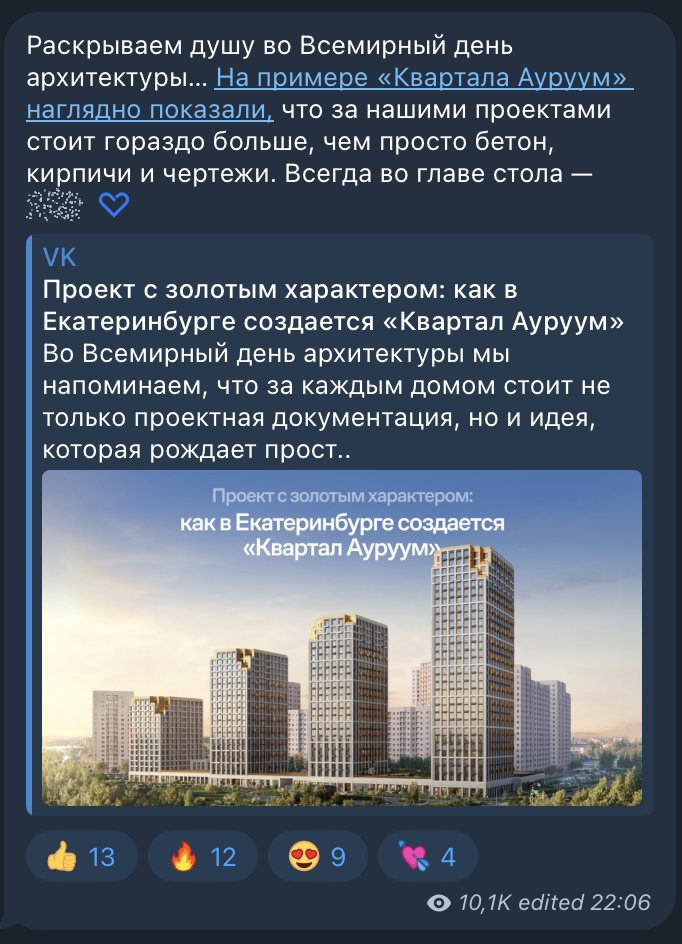 Раскрываем душу во Всемирный день
архитектуры... На примере «Квартала Ауруум»
наглядно показали, что за нашими проектами
стоит гораздо больше, чем просто бетон,
кирпичи и чертежи. Всегда во главе стола —
VK
Проект с золотым характером: как в
Екатеринбурге создается «Квартал Ауруум»
Во Всемирный день архитектуры мы
напоминаем, что за каждым домом стоит не
только проектная документация, но и идея,
которая рождает прост..
Проект с золотым характером:
как в Екатеринбурге создается
«Квартал Ауруум»
👍 13 🔥 12 😍 9 💘 4
10,1K edited 22:06